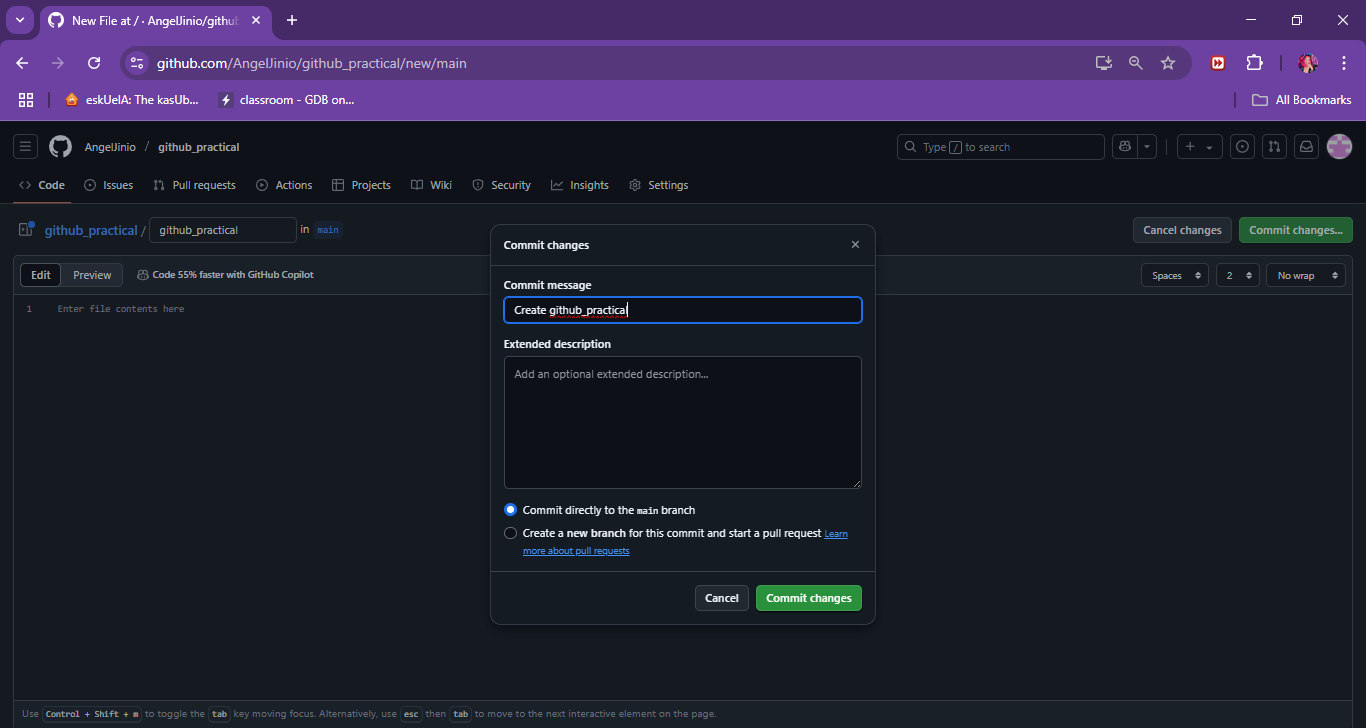 New File at / · AngelJinio/githu
github.com/AngelJinio/github_practical/new/main
eskUelA: The kasUb...
classroom - GDB on...
All Bookmarks
AngelJinio / github_practical
Type / to search
Code
Issues
Pull requests
Actions
Projects
Wiki
Security
Insights
Settings
github_practical / github_practical in main
Cancel changes
Commit changes...
Edit
Preview
Code 55% faster with GitHub Copilot
Spaces
2
No wrap
1
Enter file contents here
Commit changes
Commit message
Create github_practical
Extended description
Add an optional extended description...
Commit directly to the main branch
Create a new branch for this commit and start a pull request Learn
more about pull requests
Cancel
Commit changes
Use Control + Shift + m to toggle the tab key moving focus. Alternatively, use esc then tab to move to the next interactive element on the page.